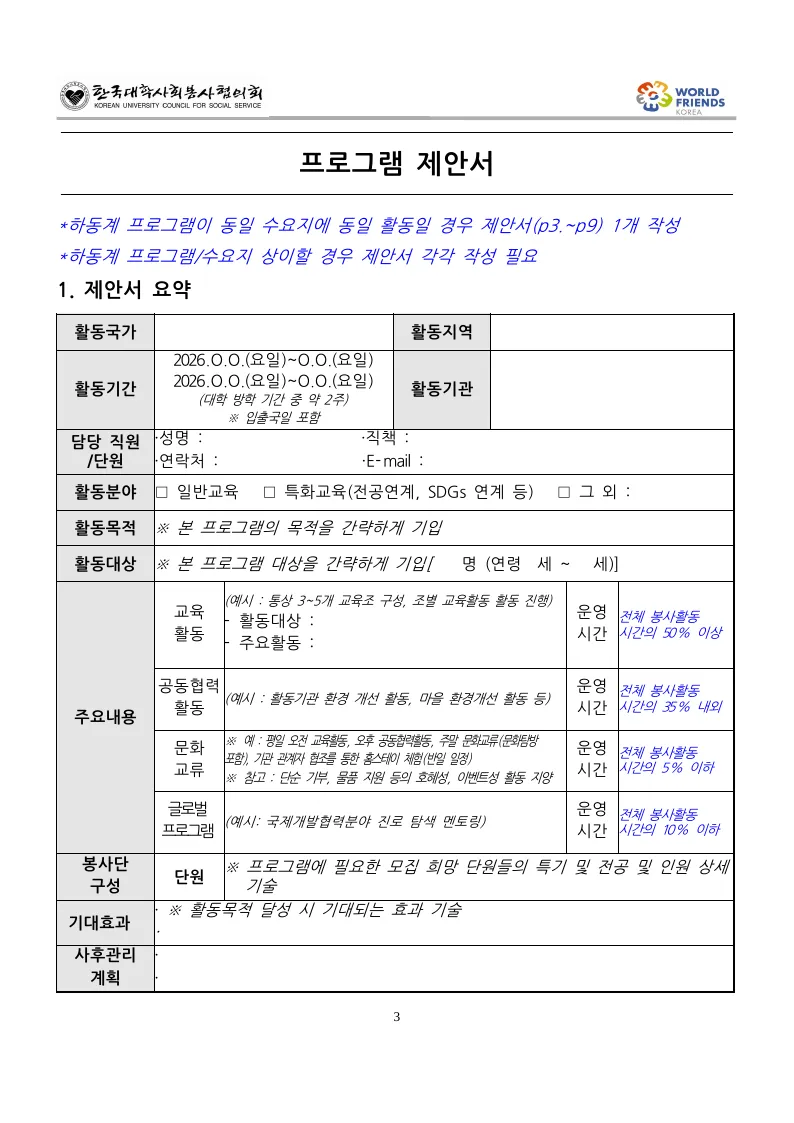 한국대학사회봉사협의회
KOREAN UNIVERSITY COUNCIL FOR SOCIAL SERVICE
WORLD
FRIENDS
KOREA
프로그램 제안서
*하동계 프로그램이 동일 수요지에 동일 활동일 경우 제안서(p3.~p9) 1개 작성
*하동계 프로그램/수요지 상이할 경우 제안서 각각 작성 필요
1. 제안서 요약
활동국가
활동지역
활동기간
2026.O.O.(요일)~O.O.(요일)
2026.O.O.(요일)~O.O.(요일)
(대학 방학 기간 중 약 2주)
※ 입출국일 포함
활동기관
담당 직원
/단원
·성명 : ·직책 :
·연락처 : ·E-mail :
활동분야
□ 일반교육 □ 특화교육(전공연계, SDGs 연계 등) □ 그 외 :
활동목적
※ 본 프로그램의 목적을 간략하게 기입
활동대상
※ 본 프로그램 대상을 간략하게 기입[ 명 (연령 세 ~ 세)]
주요내용
교육
활동
(예시 : 통상 3~5개 교육조 구성, 조별 교육활동 활동 진행)
- 활동대상 :
- 주요활동 :
운영
시간
전체 봉사활동
시간의 50% 이상
공동협력
활동
(예시 : 활동기관 환경 개선 활동, 마을 환경개선 활동 등)
운영
시간
전체 봉사활동
시간의 35% 내외
문화
교류
※ 예 : 평일 오전 교육활동, 오후 공동협력활동, 주말 문화교류(문화탐방
포함), 기관 관계자 협조를 통한 홈스테이 체험(반일 일정)
※ 참고 : 단순 기부, 물품 지원 등의 호혜성, 이벤트성 활동 지양
운영
시간
전체 봉사활동
시간의 5% 이하
글로벌
프로그램
(예시: 국제개발협력분야 진로 탐색 멘토링)
운영
시간
전체 봉사활동
시간의 10% 이하
봉사단
구성
단원
※ 프로그램에 필요한 모집 희망 단원들의 특기 및 전공 및 인원 상세
기술
기대효과
· ※ 활동목적 달성 시 기대되는 효과 기술
·
사후관리
계획
·
·
3